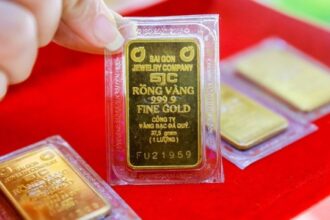 SAI GON
JEWELRY COMPANY
SJC
RỒNG VÀNG
999.9
FINE GOLD
CÔNG TY
VÀNG BẠC ĐÁ QUÝ
37,5 gram
(1 LƯỢNG)
FU21959